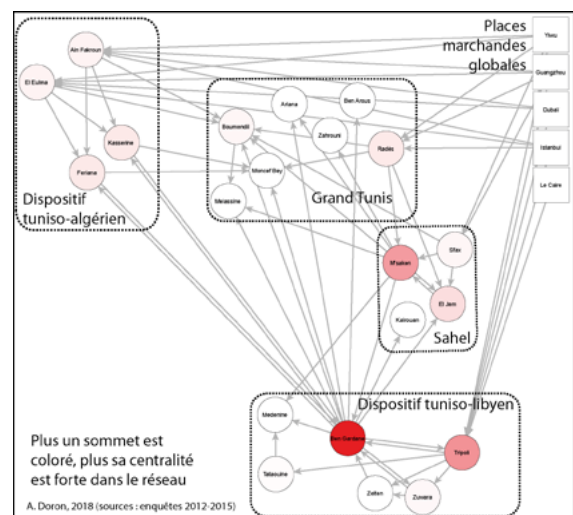 Places
marchandes
globales
Yiwu
Guangzhou
Dubaï
Istanbul
Le Caire
Aïn Fakroun
El Eulma
Kasserine
Feriana
Dispositif
tuniso-algérien
Ariana
Ben Arous
Boumendil
Zahrouni
Radès
Moncef Bey
Melassine
Grand Tunis
M'saken
Sfax
El Jem
Kairouan
Sahel
Dispositif tuniso-libyen
Medenine
Ben Gardane
Tripoli
Tataouine
Zelten
Zuwara
Plus un sommet est
coloré, plus sa centralité
est forte dans le réseau
A. Doron, 2018 (sources : enquêtes 2012-2015)